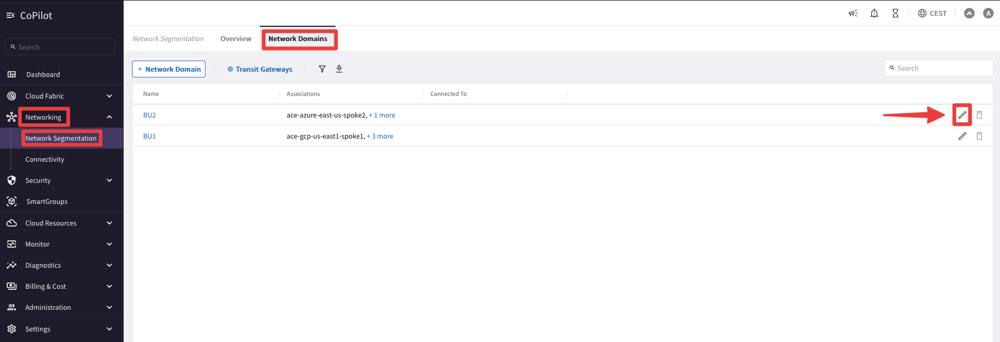 CoPilot
Search
Dashboard
Cloud Fabric
Networking
Network Segmentation
Connectivity
Security
SmartGroups
Cloud Resources
Monitor
Diagnostics
Billing & Cost
Administration
Settings
CEST
A
Network Segmentation Overview Network Domains
+ Network Domain Transit Gateways
Search
Name Associations Connected To
BU2 ace-azure-east-us-spoke2, + 1 more
BU1 ace-gcp-us-east1-spoke1, + 3 more